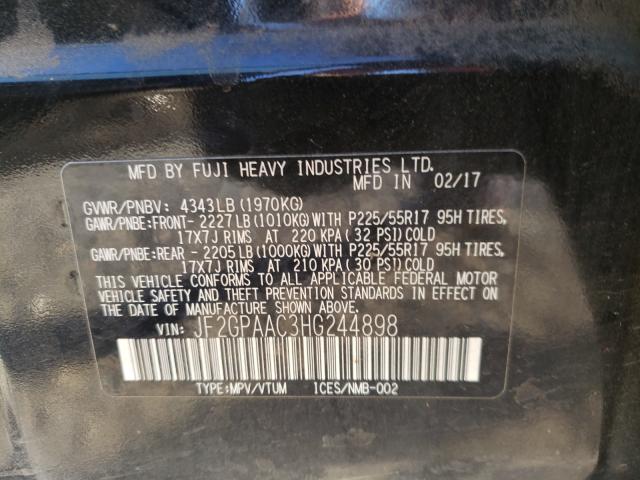 MFD BY FUJI HEAVY INDUSTRIES LTD.
MFD IN 02/17
GVWR/PNBV: 4343LB(1970KG)
GAWR/PNBE:FRONT-2227LB(1010KG)WITH P225/55R17 95H TIRES,
17X7J RIMS AT 220 KPA(32 PSI)COLD
GAWR/PNBE:REAR -2205LB(1000KG)WITH P225/55R17 95H TIRES,
17X7J RIMS AT 210 KPA(30 PSI)COLD
THIS VEHICLE CONFORMS TO ALL APPLICABLE FEDERAL MOTOR
VEHICLE SAFETY AND THEFT PREVENTION STANDARDS IN EFFECT
ON THE DATE OF MANUFACTURE SHOWN ABOVE.
VIN: JF2GPAAC3HG244898
TYPE:MPV/VTUM ICES/NMB-002